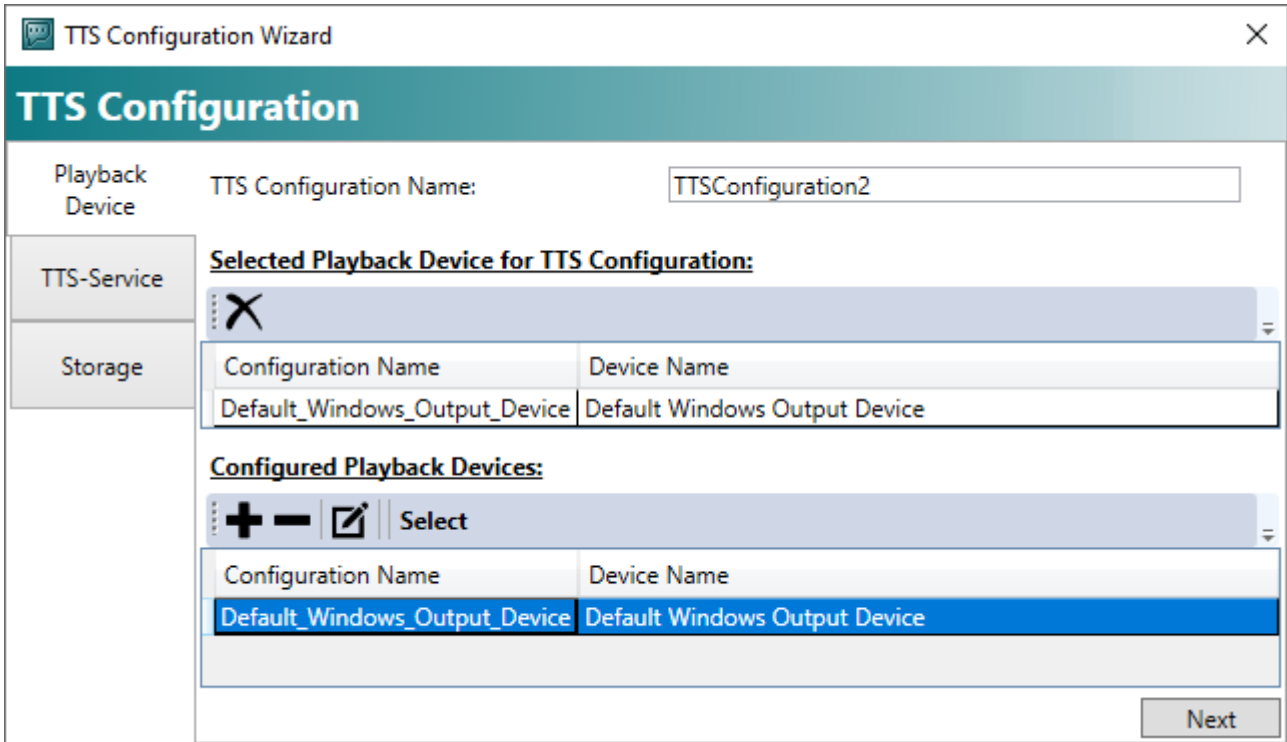 TTS Configuration Wizard
TTS Configuration
Playback
Device
TTS-Service
Storage
TTS Configuration Name: TTSConfiguration2
Selected Playback Device for TTS Configuration:
Configuration Name Device Name
Default_Windows_Output_Device Default Windows Output Device
Configured Playback Devices:
Select
Configuration Name Device Name
Default_Windows_Output_Device Default Windows Output Device
Next